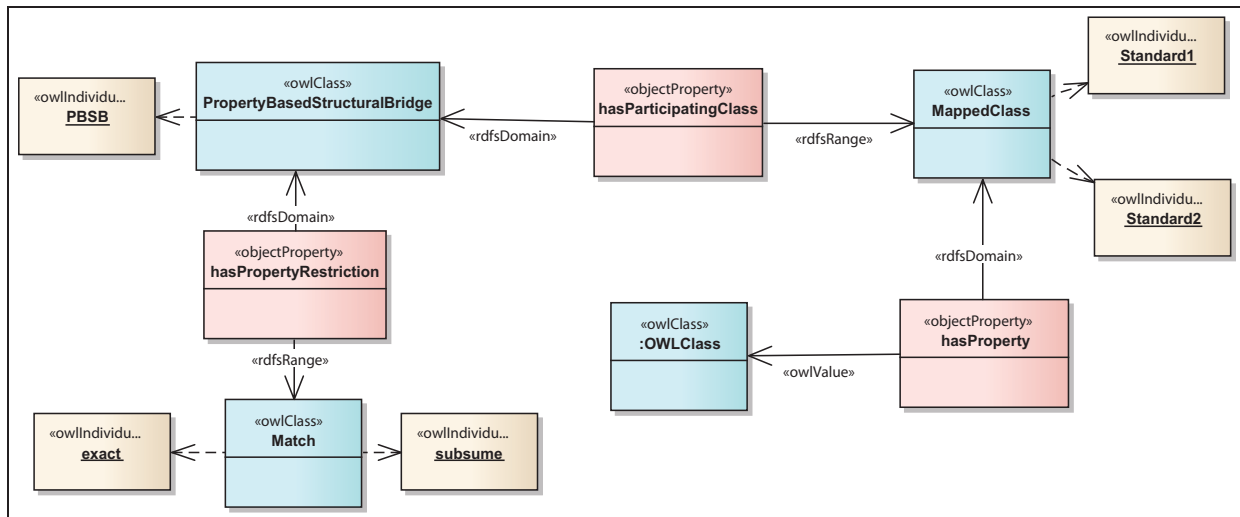 «owlIndividu...
Standard1
«owlClass»
PropertyBasedStructuralBridge
«objectProperty»
hasParticipatingClass
«owlClass»
MappedClass
«owlIndividu...
PBSB
«rdfsDomain»
«rdfsRange»
«owlIndividu...
Standard2
«rdfsDomain»
«objectProperty»
hasPropertyRestriction
«rdfsDomain»
«owlClass»
:OWLClass
«objectProperty»
hasProperty
«rdfsRange»
«owlValue»
«owlIndividu...
exact
«owlClass»
Match
«owlIndividu...
subsume